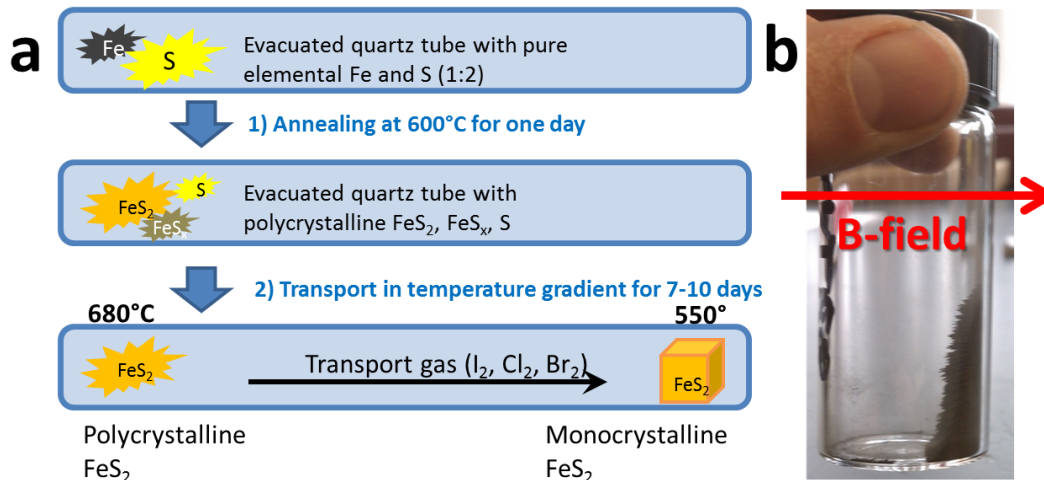 a
Fe
S
Evacuated quartz tube with pure
elemental Fe and S (1:2)
1) Annealing at 600°C for one day
FeS₂
S
FeSₓ
Evacuated quartz tube with
polycrystalline FeS₂, FeSₓ, S
2) Transport in temperature gradient for 7-10 days
680°C
550°
FeS₂
Transport gas (I₂, Cl₂, Br₂)
FeS₂
Polycrystalline
FeS₂
Monocrystalline
FeS₂
b
B-field